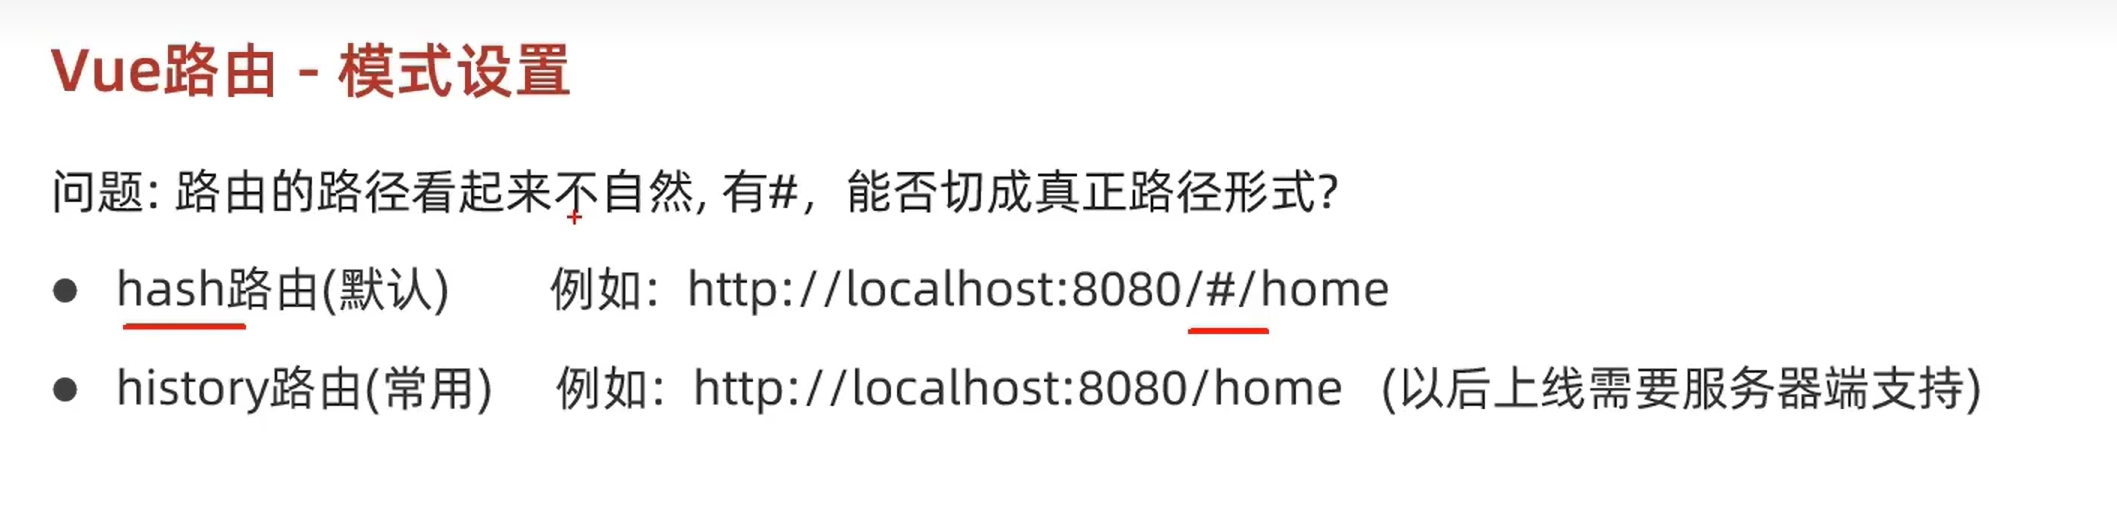 Vue路由 - 模式设置
问题: 路由的路径看起来不自然, 有#，能否切成真正路径形式?
● hash路由(默认) 例如：http://localhost:8080/#/home
● history路由(常用) 例如：http://localhost:8080/home (以后上线需要服务器端支持)